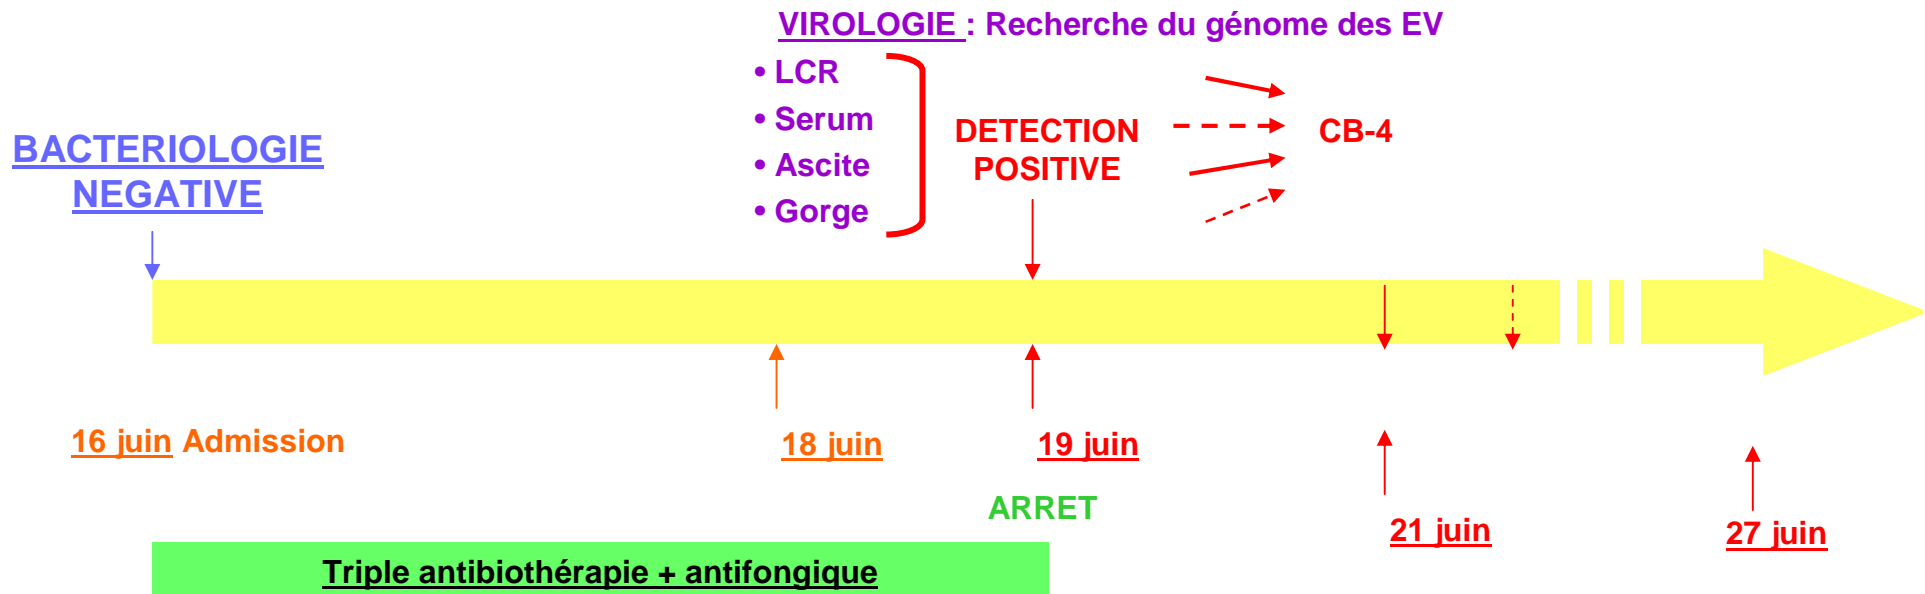 VIROLOGIE : Recherche du génome des EV
• LCR
• Serum
• Ascite
• Gorge
DETECTION
POSITIVE
CB-4
BACTERIOLOGIE
NEGATIVE
16 juin Admission
18 juin
19 juin
ARRET
21 juin
27 juin
Triple antibiothérapie + antifongique